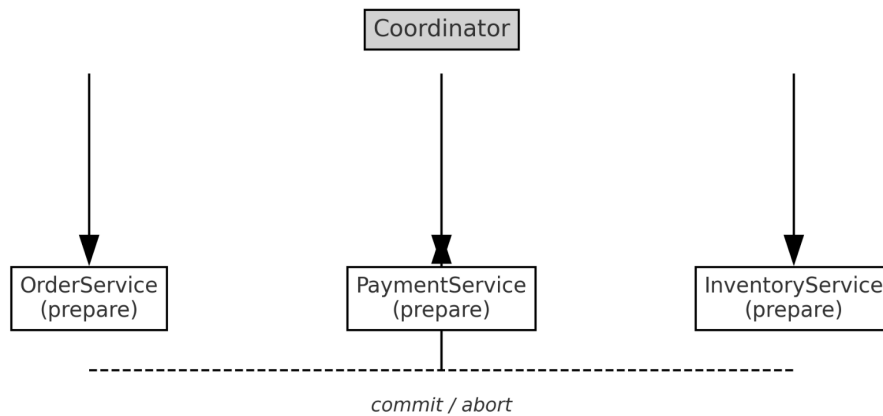 Coordinator
OrderService
(prepare)
PaymentService
(prepare)
InventoryService
(prepare)
commit / abort